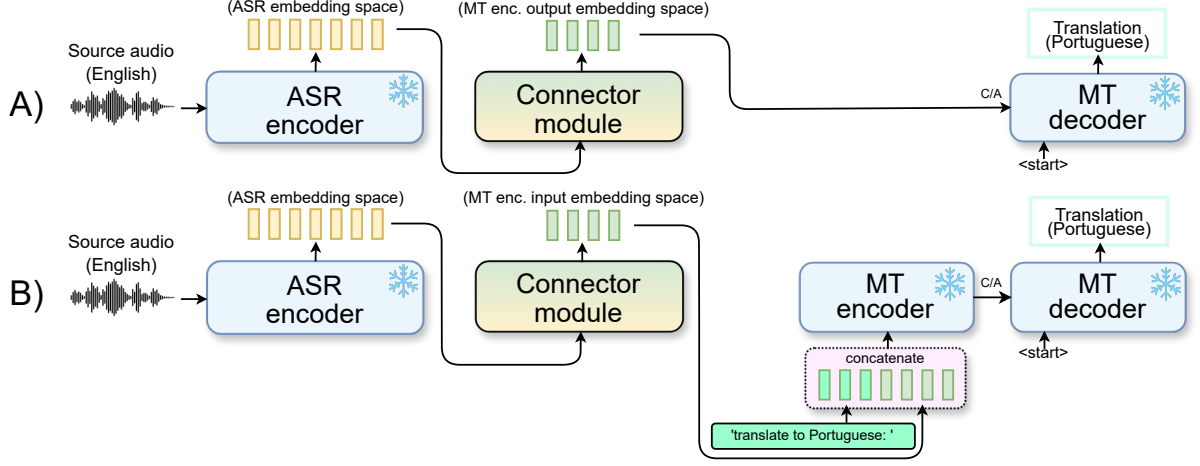 A)
Source audio
(English)
(ASR embedding space)
ASR
encoder
(MT enc. output embedding space)
Connector
module
C/A
Translation
(Portuguese)
MT
decoder
<start>
B)
Source audio
(English)
(ASR embedding space)
ASR
encoder
(MT enc. input embedding space)
Connector
module
'translate to Portuguese: '
concatenate
MT
encoder
C/A
Translation
(Portuguese)
MT
decoder
<start>